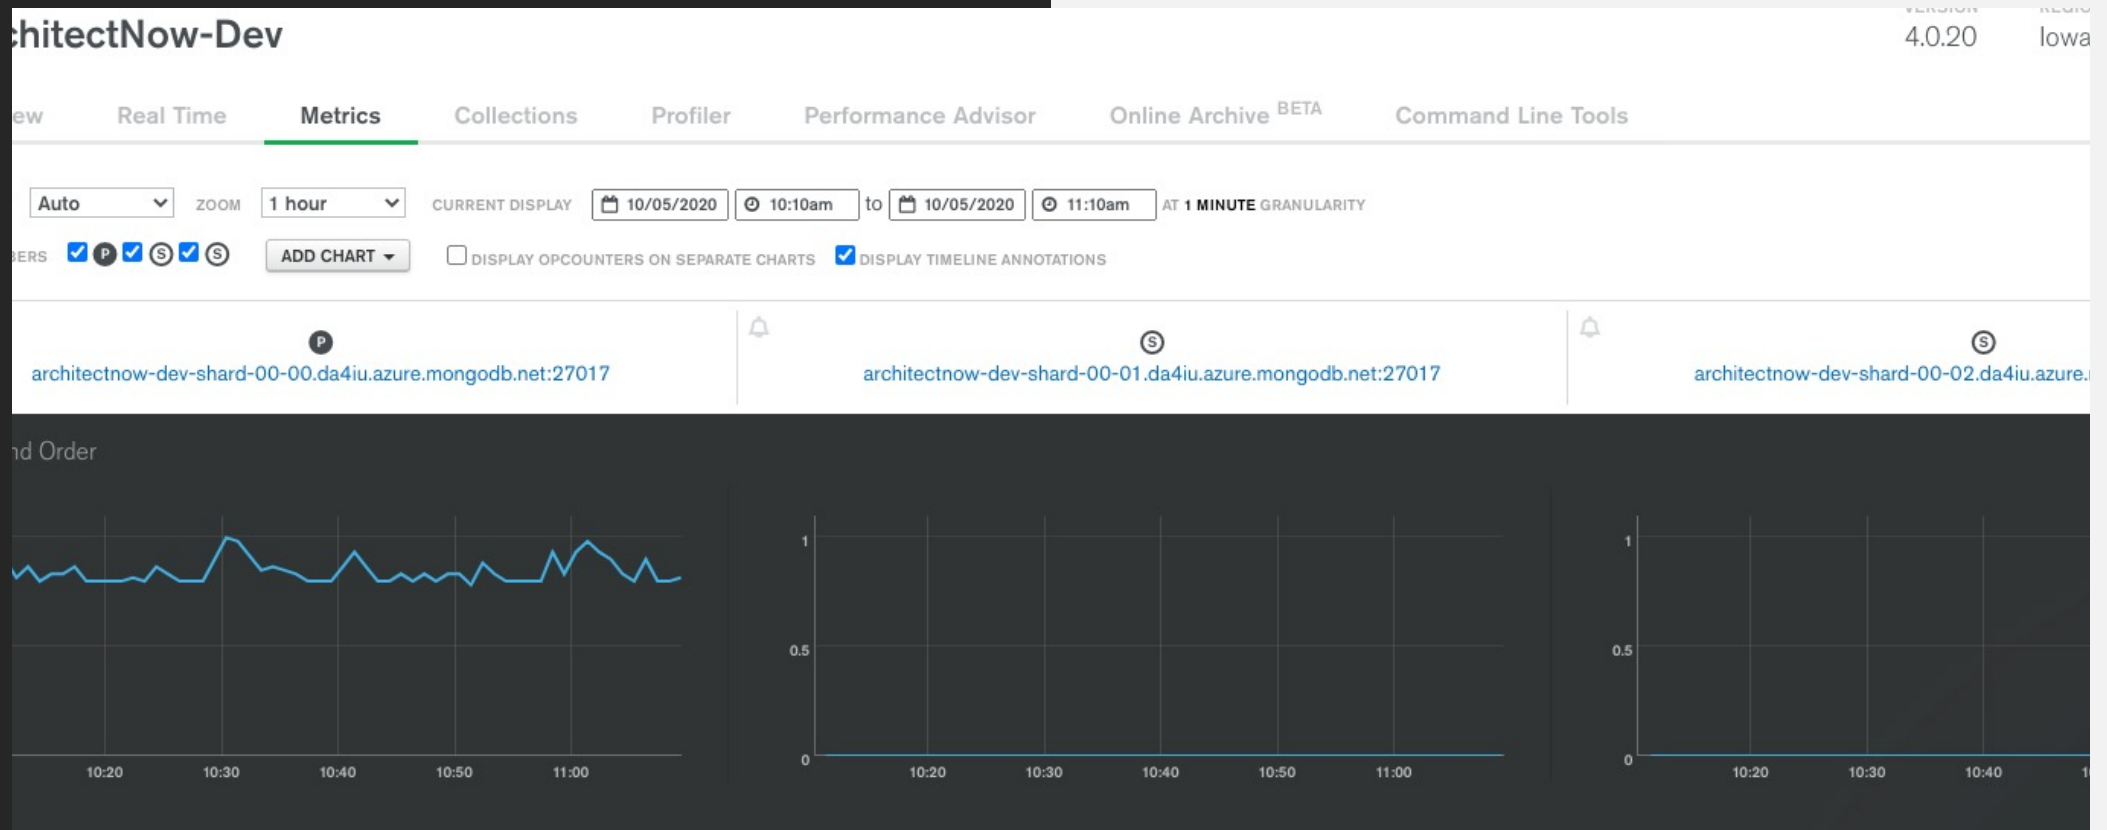 chitectNow-Dev
VERSION
4.0.20
Iowa
ew Real Time Metrics Collections Profiler Performance Advisor Online Archive BETA Command Line Tools
Auto ZOOM 1 hour CURRENT DISPLAY 10/05/2020 10:10am to 10/05/2020 11:10am AT 1 MINUTE GRANULARITY
BERS P S S ADD CHART DISPLAY OPCOUNTERS ON SEPARATE CHARTS DISPLAY TIMELINE ANNOTATIONS
P S S
architectnow-dev-shard-00-00.da4iu.azure.mongodb.net:27017 architectnow-dev-shard-00-01.da4iu.azure.mongodb.net:27017 architectnow-dev-shard-00-02.da4iu.azure.
nd Order
1 1
0.5 0.5
0 0
10:20 10:30 10:40 10:50 11:00 10:20 10:30 10:40 10:50 11:00 10:20 10:30 10:40 1